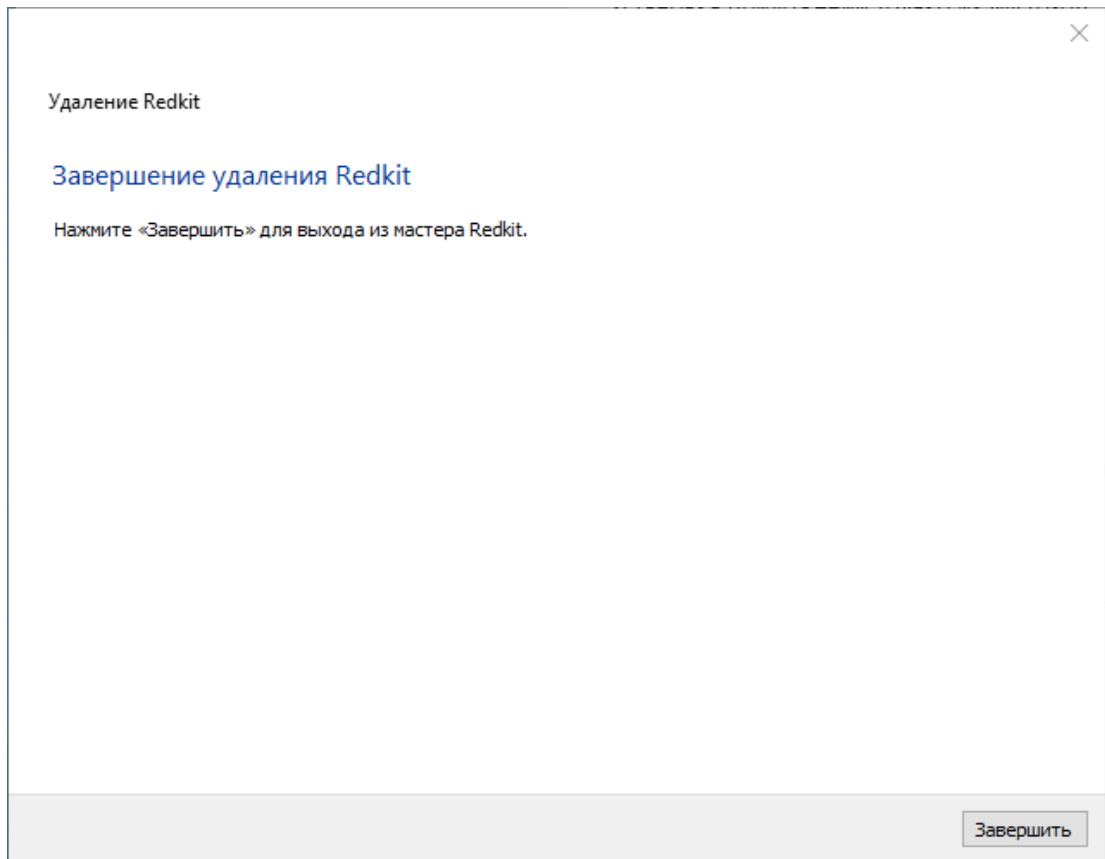 Удаление Redkit
Завершение удаления Redkit
Нажмите «Завершить» для выхода из мастера Redkit.
Завершить